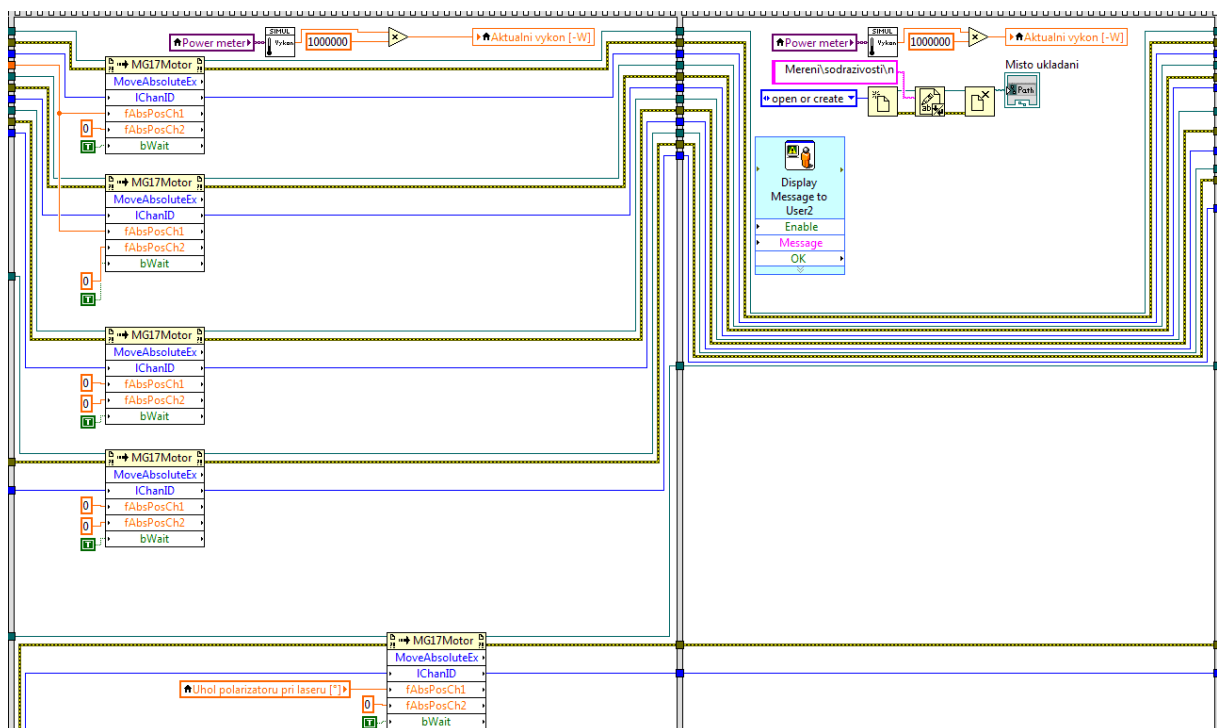 Power meter
SIMUL
Vykon
1000000
Aktualni vykon [-W]
MG17Motor
MoveAbsoluteEx
lChanID
fAbsPosCh1
0
fAbsPosCh2
T
bWait
MG17Motor
MoveAbsoluteEx
lChanID
fAbsPosCh1
fAbsPosCh2
bWait
0
T
MG17Motor
MoveAbsoluteEx
lChanID
0
fAbsPosCh1
0
fAbsPosCh2
T
bWait
MG17Motor
MoveAbsoluteEx
lChanID
0
fAbsPosCh1
0
fAbsPosCh2
T
bWait
MG17Motor
MoveAbsoluteEx
lChanID
Uhol polarizatoru pri laseru [°]
fAbsPosCh1
0
fAbsPosCh2
T
bWait
Power meter
SIMUL
Vykon
1000000
Aktualni vykon [-W]
Mereni\sodrazivosti\n
Misto ukladani
open or create
Path
Display
Message to
User2
Enable
Message
OK